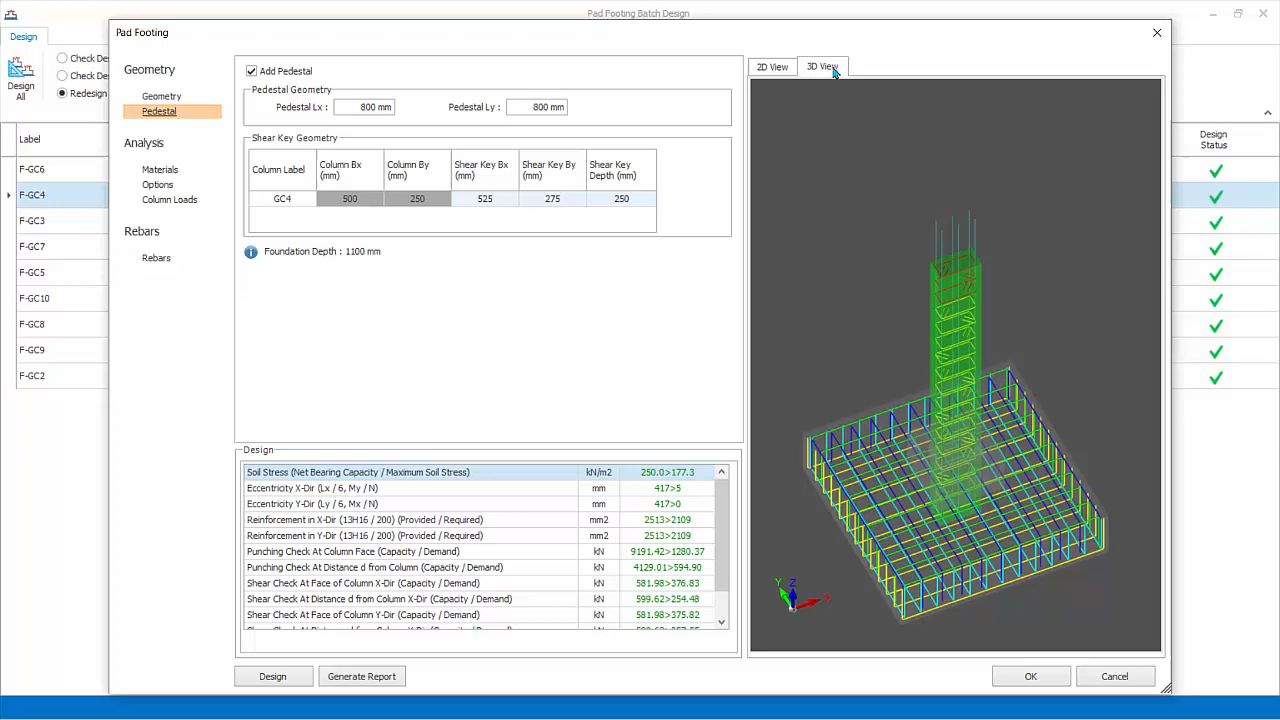 Pad Footing Batch Design
Design
Pad Footing
Design
All
Check De
Check De
Redesign
Label
F-GC6
F-GC4
F-GC3
F-GC7
F-GC5
F-GC10
F-GC8
F-GC9
F-GC2
Design
Status
Geometry
Geometry
Pedestal
Analysis
Materials
Options
Column Loads
Rebars
Rebars
Add Pedestal
Pedestal Geometry
Pedestal Lx : 800 mm Pedestal Ly : 800 mm
Shear Key Geometry
Column Label Column Bx (mm) Column By (mm) Shear Key Bx (mm) Shear Key By (mm) Shear Key Depth (mm)
GC4 500 250 525 275 250
Foundation Depth : 1100 mm
Design
Soil Stress (Net Bearing Capacity / Maximum Soil Stress) kN/m2 250.0>177.3
Eccentricity X-Dir (Lx / 6, My / N) mm 417>5
Eccentricity Y-Dir (Ly / 6, Mx / N) mm 417>0
Reinforcement in X-Dir (13H16 / 200) (Provided / Required) mm2 2513>2109
Reinforcement in Y-Dir (13H16 / 200) (Provided / Required) mm2 2513>2109
Punching Check At Column Face (Capacity / Demand) kN 9191.42>1280.37
Punching Check At Distance d from Column (Capacity / Demand) kN 4129.01>594.90
Shear Check At Face of Column X-Dir (Capacity / Demand) kN 581.98>376.83
Shear Check At Distance d from Column X-Dir (Capacity / Demand) kN 599.62>254.48
Shear Check At Face of Column Y-Dir (Capacity / Demand) kN 581.98>375.82
Design
Generate Report
2D View
3D View
Y Z X
OK
Cancel